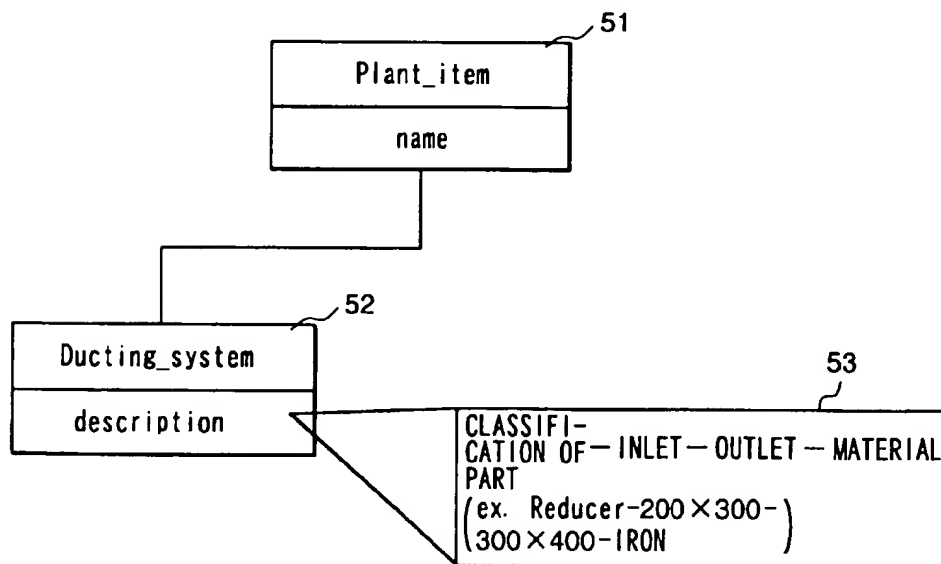 51
Plant_item
name
52
Ducting_system
description
53
CLASSIFI-
CATION OF — INLET — OUTLET — MATERIAL
PART
(ex. Reducer-200×300-
300×400-IRON)